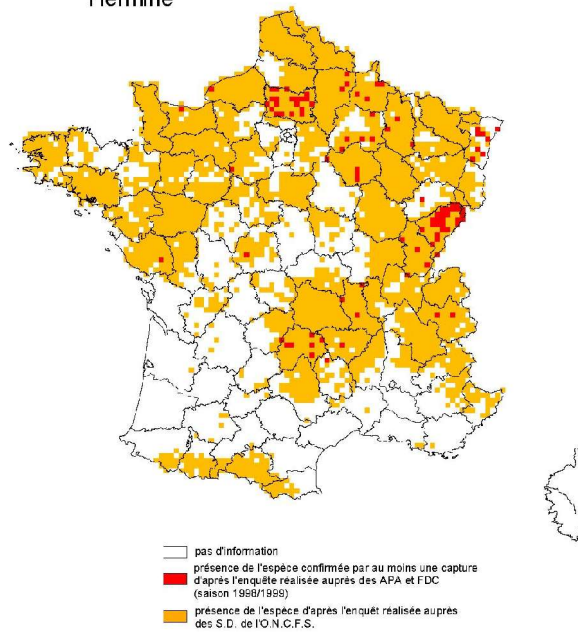 Hermine
pas d'information
présence de l'espèce confirmée par au moins une capture
d'après l'enquête réalisée auprès des APA et FDC
(saison 1998/1999)
présence de l'espèce d'après l'enquêt réalisée auprès
des S.D. de l'O.N.C.F.S.